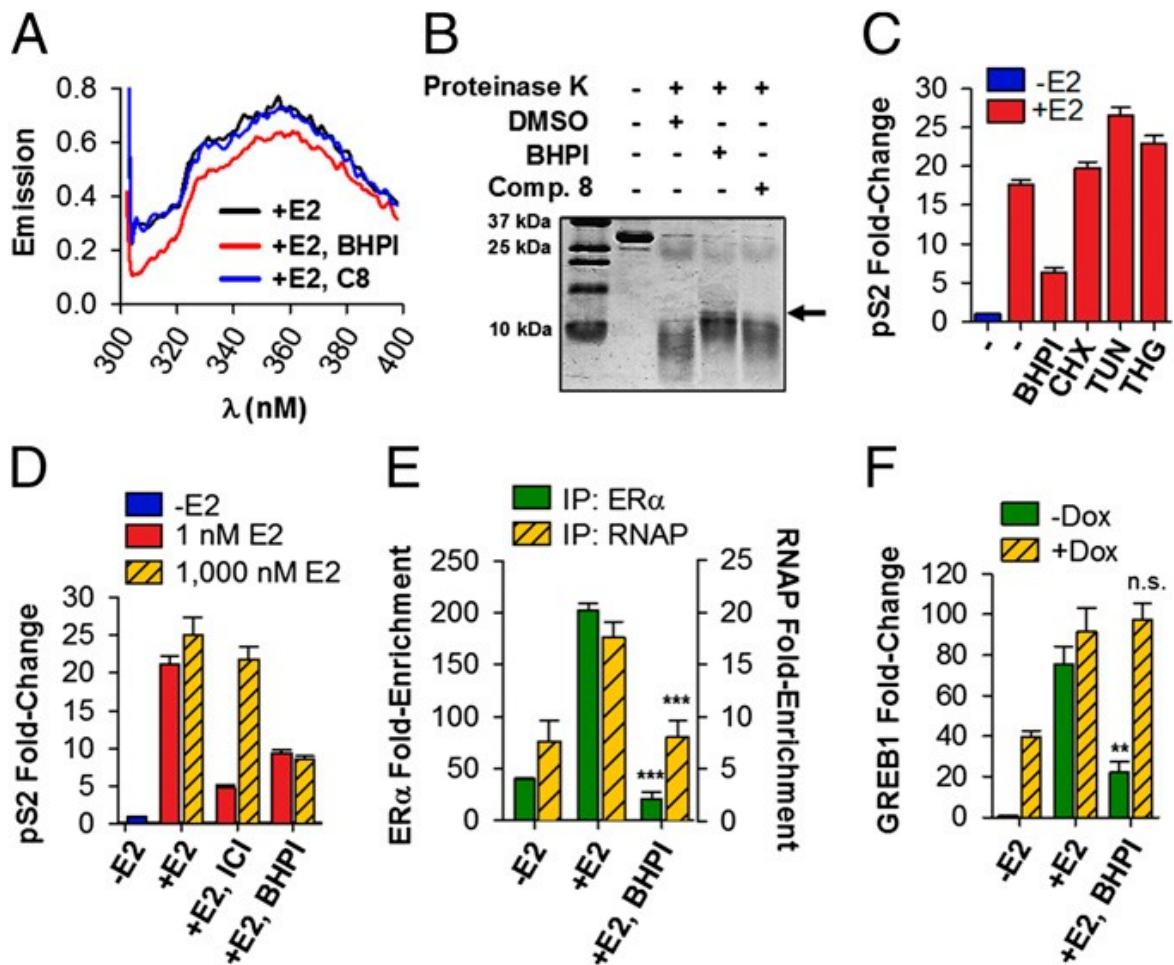 A
Emission
0.8
0.6
0.4
0.2
0.0
+E2
+E2, BHPI
+E2, C8
300
320
340
360
380
400
λ (nM)
B
Proteinase K - + + +
DMSO - + - -
BHPI - - + -
Comp. 8 - - - +
37 kDa
25 kDa
10 kDa
C
-E2
+E2
pS2 Fold-Change
30
25
20
15
10
5
0
-
-
BHPI
CHX
TUN
THG
D
-E2
1 nM E2
1,000 nM E2
pS2 Fold-Change
30
25
20
15
10
5
0
-E2
+E2
+E2, ICI
+E2, BHPI
E
IP: ERα
IP: RNAP
ERα Fold-Enrichment
250
200
150
100
50
0
RNAP Fold-Enrichment
25
20
15
10
5
0
***
***
-E2
+E2
+E2, BHPI
F
-Dox
+Dox
GREB1 Fold-Change
120
100
80
60
40
20
0
n.s.
**
-E2
+E2
+E2, BHPI